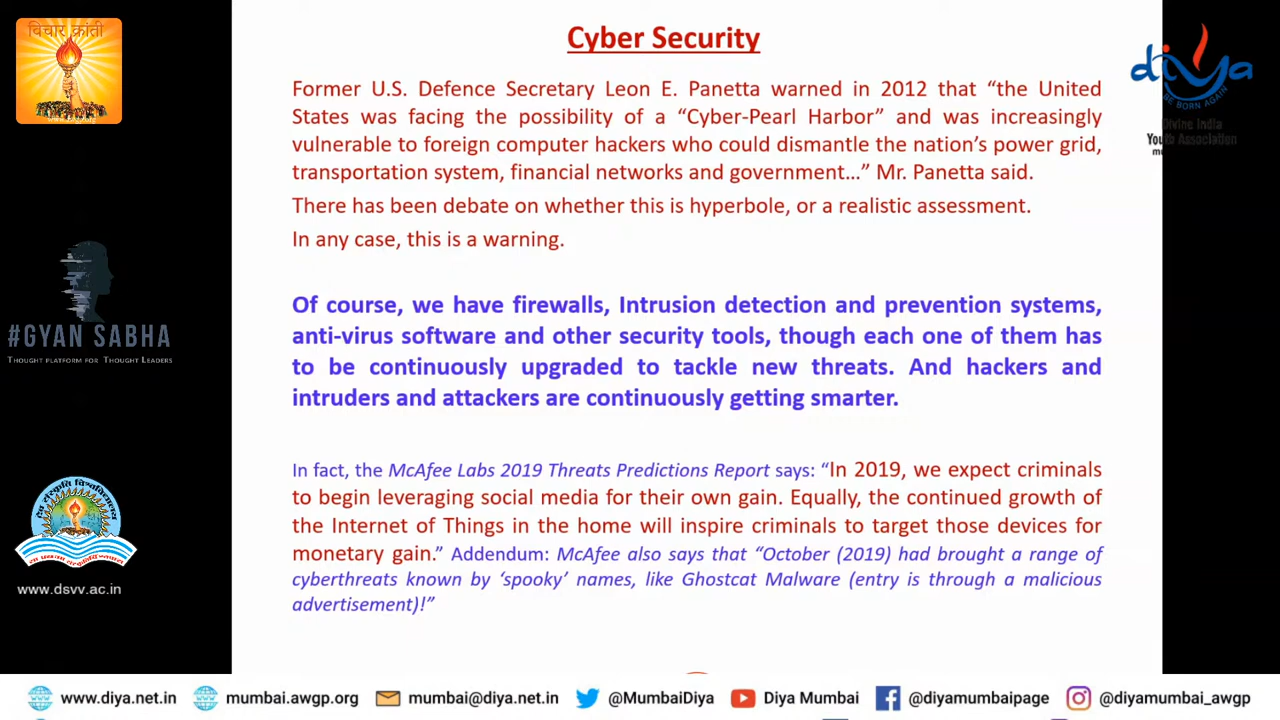 विचार क्रांती
Cyber Security
Former U.S. Defence Secretary Leon E. Panetta warned in 2012 that “the United
States was facing the possibility of a “Cyber-Pearl Harbor” and was increasingly
vulnerable to foreign computer hackers who could dismantle the nation’s power grid,
transportation system, financial networks and government…” Mr. Panetta said.
There has been debate on whether this is hyperbole, or a realistic assessment.
In any case, this is a warning.
Of course, we have firewalls, Intrusion detection and prevention systems,
anti-virus software and other security tools, though each one of them has
to be continuously upgraded to tackle new threats. And hackers and
intruders and attackers are continuously getting smarter.
In fact, the McAfee Labs 2019 Threats Predictions Report says: “In 2019, we expect criminals
to begin leveraging social media for their own gain. Equally, the continued growth of
the Internet of Things in the home will inspire criminals to target those devices for
monetary gain.” Addendum: McAfee also says that “October (2019) had brought a range of
cyberthreats known by ‘spooky’ names, like Ghostcat Malware (entry is through a malicious
advertisement)!”
diya
BE BORN AGAIN
Divine India
Youth Association
#GYAN SABHA
THOUGHT PLATFORM FOR THOUGHT LEADERS
www.dsvv.ac.in
www.diya.net.in
mumbai.awgp.org
mumbai@diya.net.in
@MumbaiDiya
Diya Mumbai
@diyamumbaipage
@diyamumbai_awgp